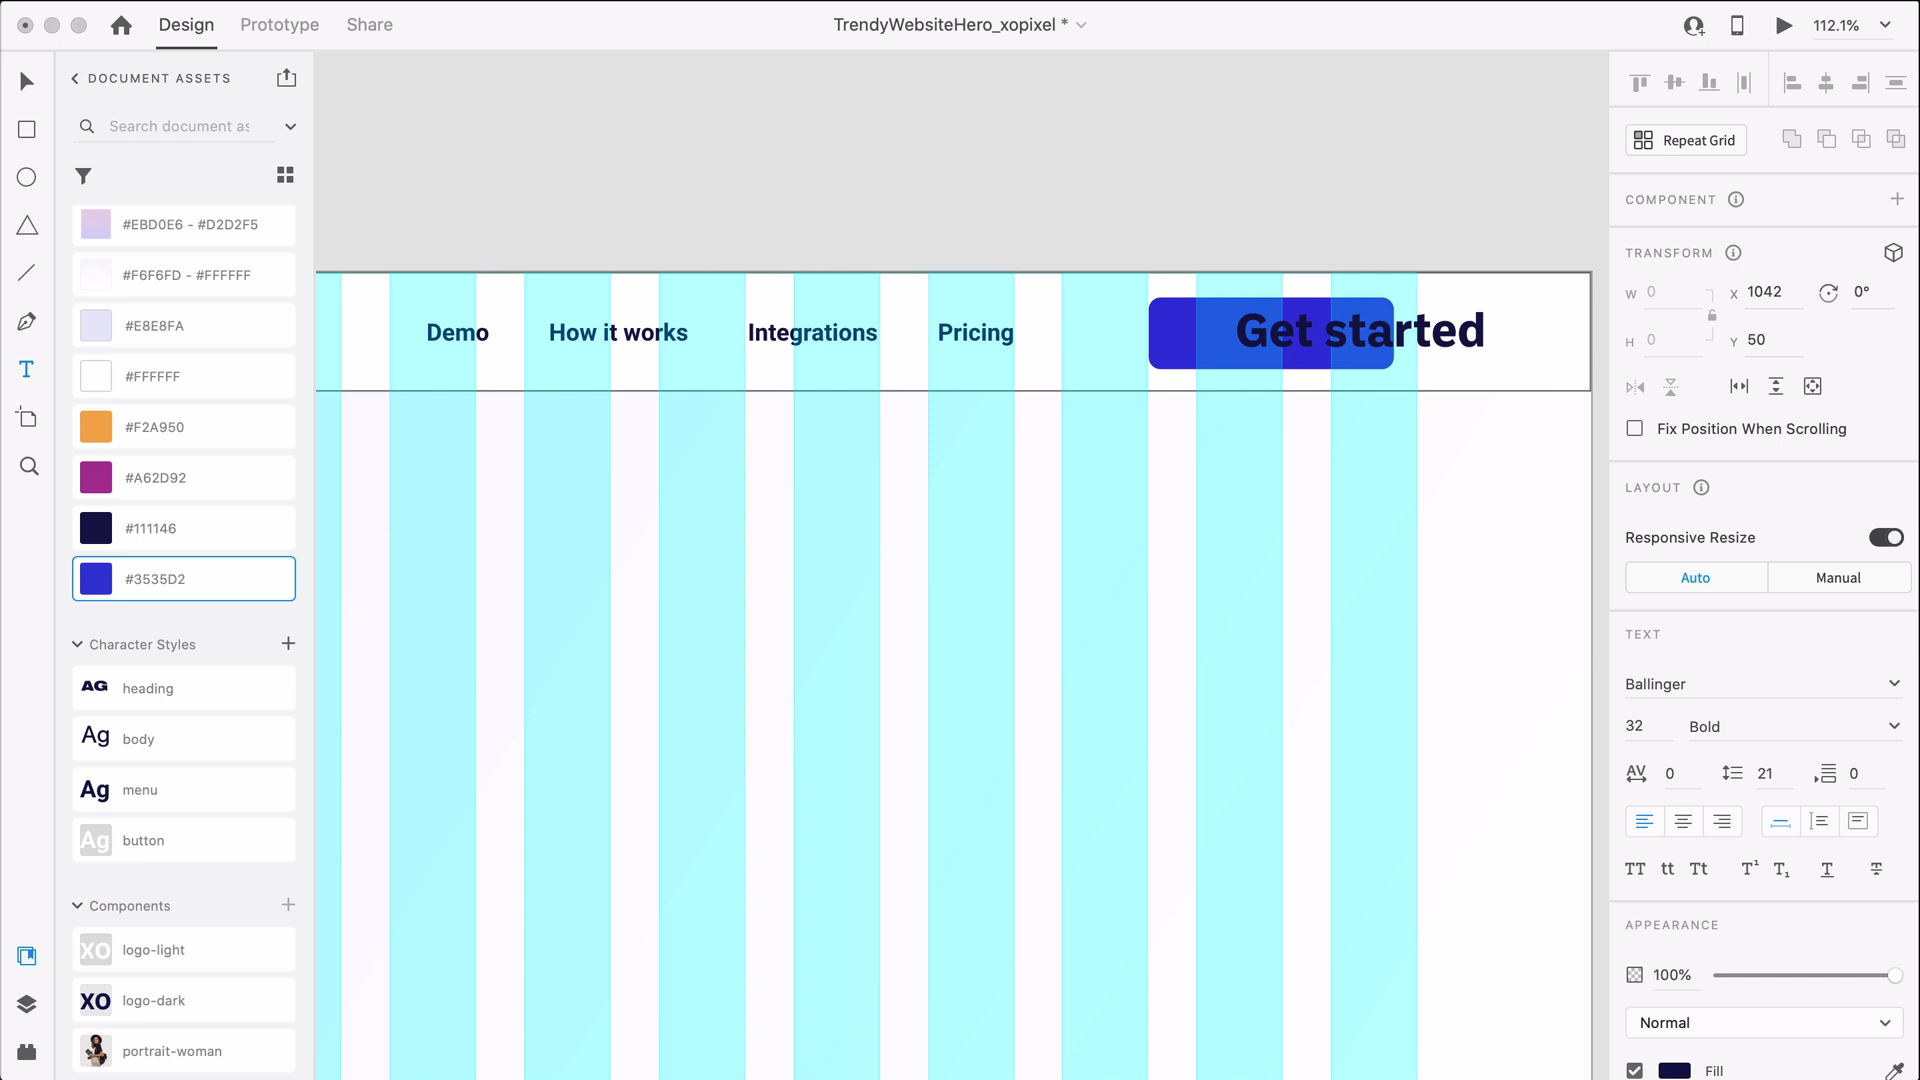 Design Prototype Share
TrendyWebsiteHero_xopixel *
112.1%
DOCUMENT ASSETS
Search document as
#EBD0E6 - #D2D2F5
#F6F6FD - #FFFFFF
#E8E8FA
#FFFFFF
#F2A950
#A62D92
#111146
#3535D2
Character Styles
AG heading
Ag body
Ag menu
Ag button
Components
XO logo-light
XO logo-dark
portrait-woman
Demo How it works Integrations Pricing Get started
Repeat Grid
COMPONENT
TRANSFORM
W 0 X 1042 0°
H 0 Y 50
Fix Position When Scrolling
LAYOUT
Responsive Resize
Auto Manual
TEXT
Ballinger
32 Bold
AV 0 21 0
TT tt Tt T¹ T₁ T T
APPEARANCE
100%
Normal
Fill